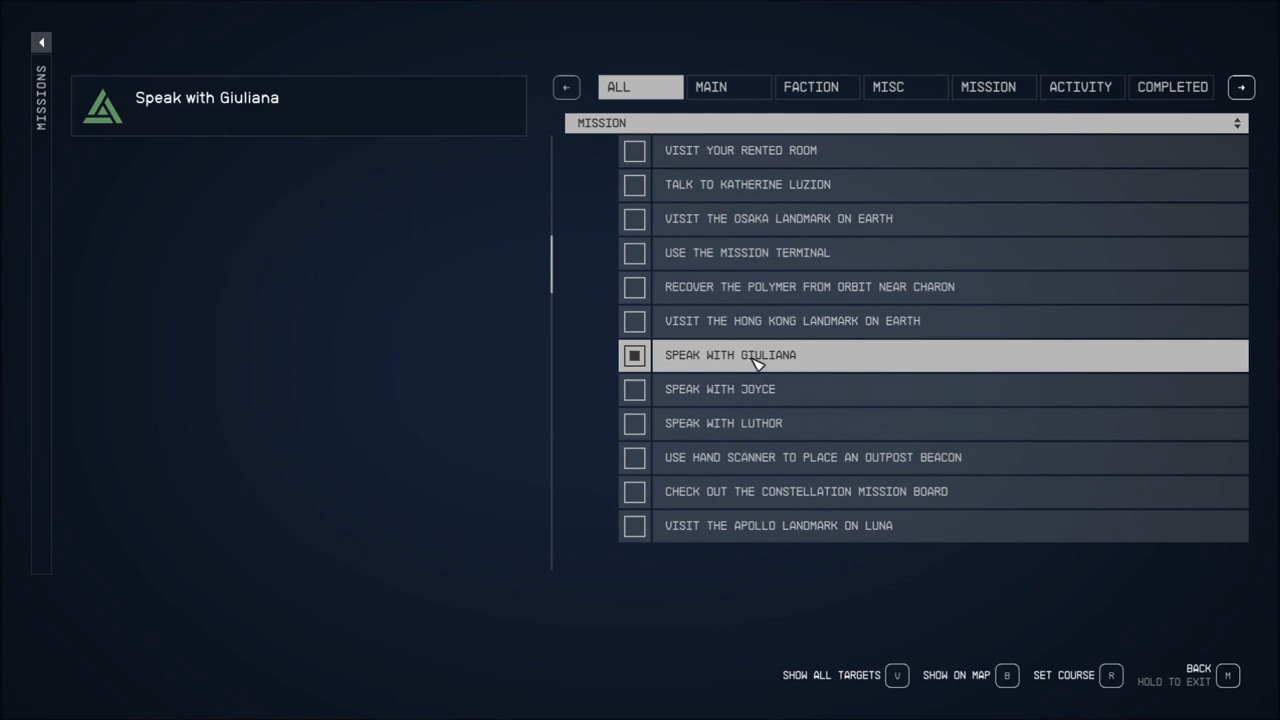 MISSIONS
Speak with Giuliana
ALL
MAIN
FACTION
MISC
MISSION
ACTIVITY
COMPLETED
MISSION
VISIT YOUR RENTED ROOM
TALK TO KATHERINE LUZION
VISIT THE OSAKA LANDMARK ON EARTH
USE THE MISSION TERMINAL
RECOVER THE POLYMER FROM ORBIT NEAR CHARON
VISIT THE HONG KONG LANDMARK ON EARTH
SPEAK WITH GIULIANA
SPEAK WITH JOYCE
SPEAK WITH LUTHOR
USE HAND SCANNER TO PLACE AN OUTPOST BEACON
CHECK OUT THE CONSTELLATION MISSION BOARD
VISIT THE APOLLO LANDMARK ON LUNA
SHOW ALL TARGETS V
SHOW ON MAP B
SET COURSE R
BACK
HOLD TO EXIT M